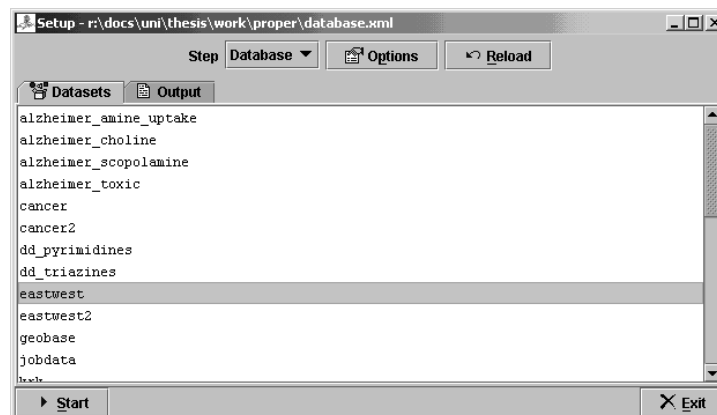 Setup - r:\docs\uni\thesis\work\proper\database.xml
Step Database Options Reload
Datasets Output
alzheimer_amine_uptake
alzheimer_choline
alzheimer_scopolamine
alzheimer_toxic
cancer
cancer2
dd_pyrimidines
dd_triazines
eastwest
eastwest2
geobase
jobdata
Start Exit